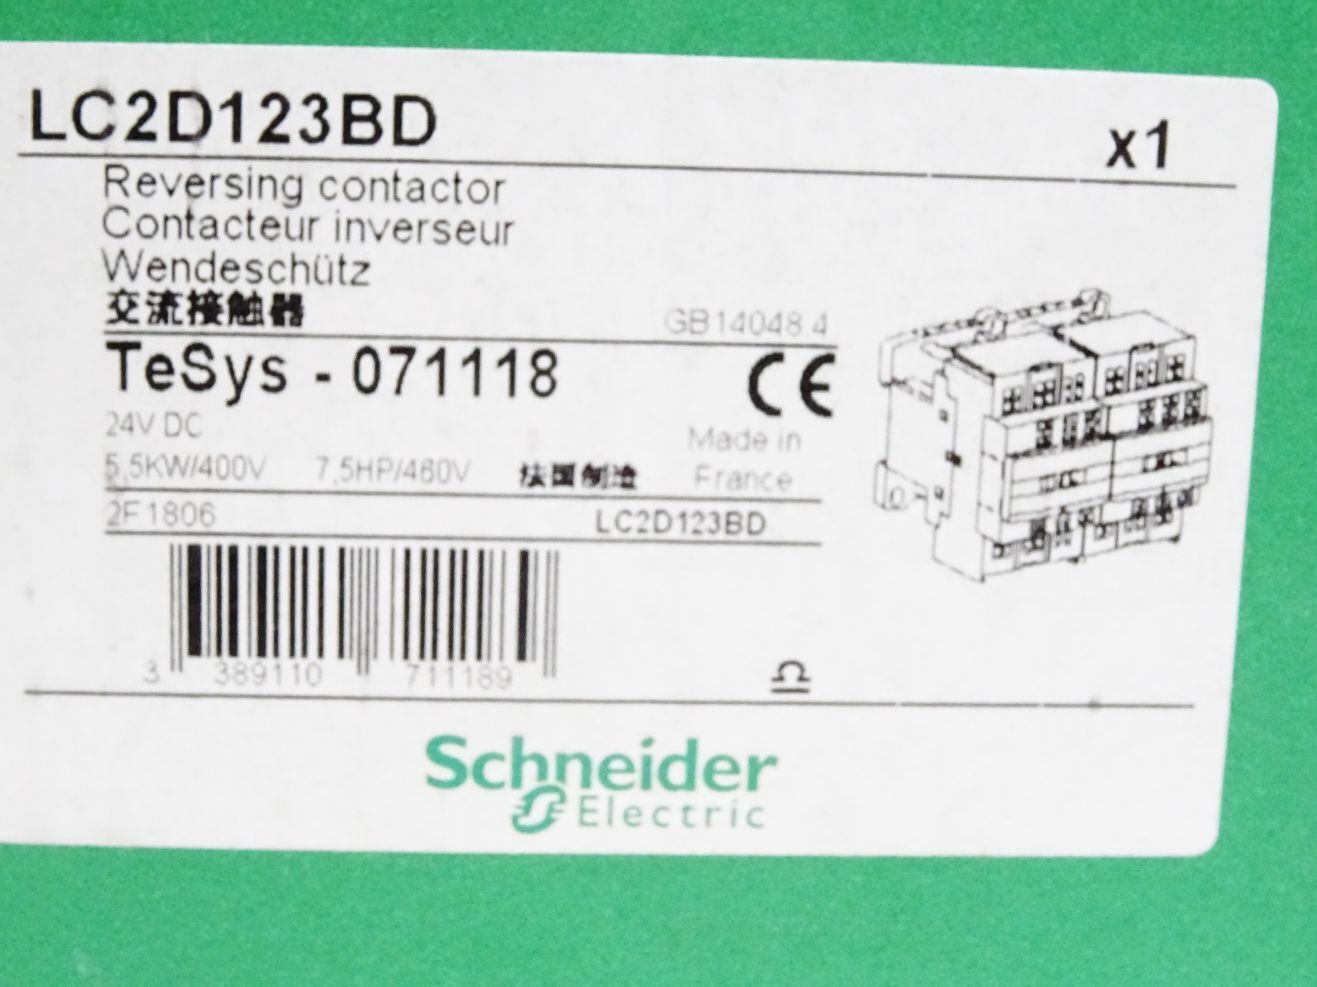 LC2D123BD
x1
Reversing contactor
Contacteur inverseur
Wendeschütz
交流接触器
GB14048.4
TeSys - 071118
CE
24V DC
5,5KW/400V 7,5HP/460V 法国制造
Made in
France
2F1806
LC2D123BD
3 389110 711189
Schneider
Electric